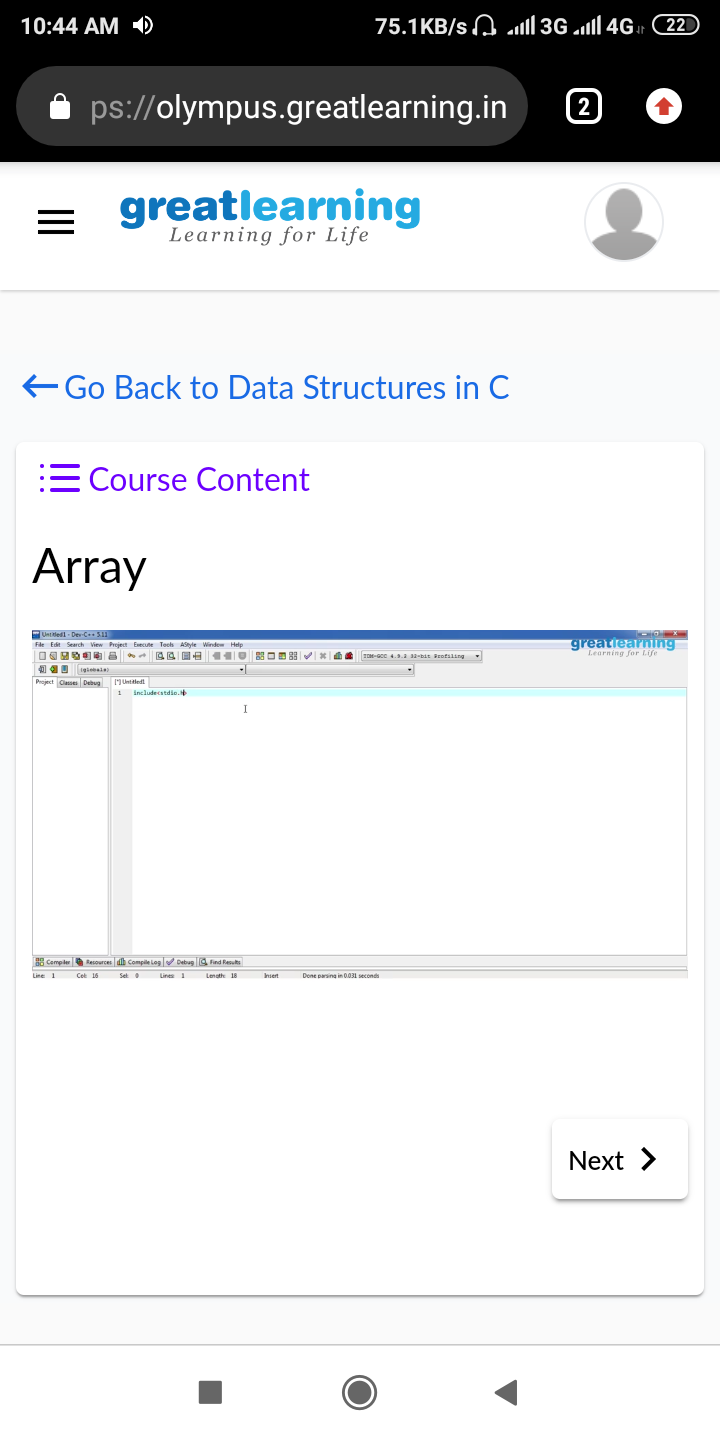 10:44 AM 75.1KB/s 3G 4G 22
ps://olympus.greatlearning.in 2
greatlearning
Learning for Life
Go Back to Data Structures in C
Course Content
Array
Untitled1 - Dev-C++ 5.11
File Edit Search View Project Execute Tools AStyle Window Help
greatlearning
Learning for Life
TDM-GCC 4.9.2 32-bit Profiling
(globals)
Project Classes Debug [*] Untitled1
1 include<stdio.h>
Compiler Resources Compile Log Debug Find Results
Line: 1 Col: 16 Sel: 0 Lines: 1 Length: 18 Insert Done parsing in 0.031 seconds
Next